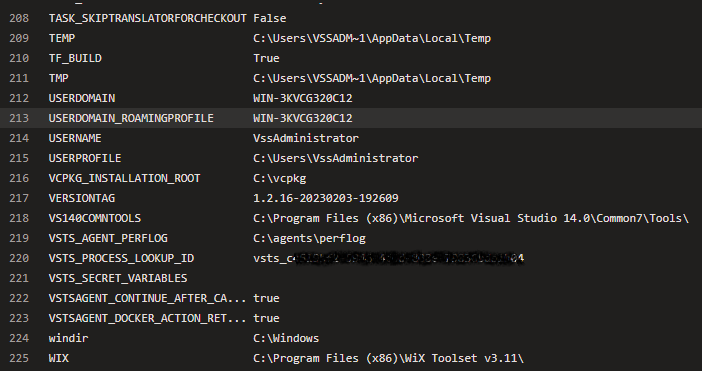 208 TASK_SKIPTRANSLATORFORCHECKOUT False
209 TEMP C:\Users\VSSADM~1\AppData\Local\Temp
210 TF_BUILD True
211 TMP C:\Users\VSSADM~1\AppData\Local\Temp
212 USERDOMAIN WIN-3KVCG320C12
213 USERDOMAIN_ROAMINGPROFILE WIN-3KVCG320C12
214 USERNAME VssAdministrator
215 USERPROFILE C:\Users\VssAdministrator
216 VCPKG_INSTALLATION_ROOT C:\vcpkg
217 VERSIONTAG 1.2.16-20230203-192609
218 VS140COMNTOOLS C:\Program Files (x86)\Microsoft Visual Studio 14.0\Common7\Tools\
219 VSTS_AGENT_PERFLOG C:\agents\perflog
220 VSTS_PROCESS_LOOKUP_ID
221 VSTS_SECRET_VARIABLES
222 VSTSAGENT_CONTINUE_AFTER_CA... true
223 VSTSAGENT_DOCKER_ACTION_RET... true
224 windir C:\Windows
225 WIX C:\Program Files (x86)\WiX Toolset v3.11\